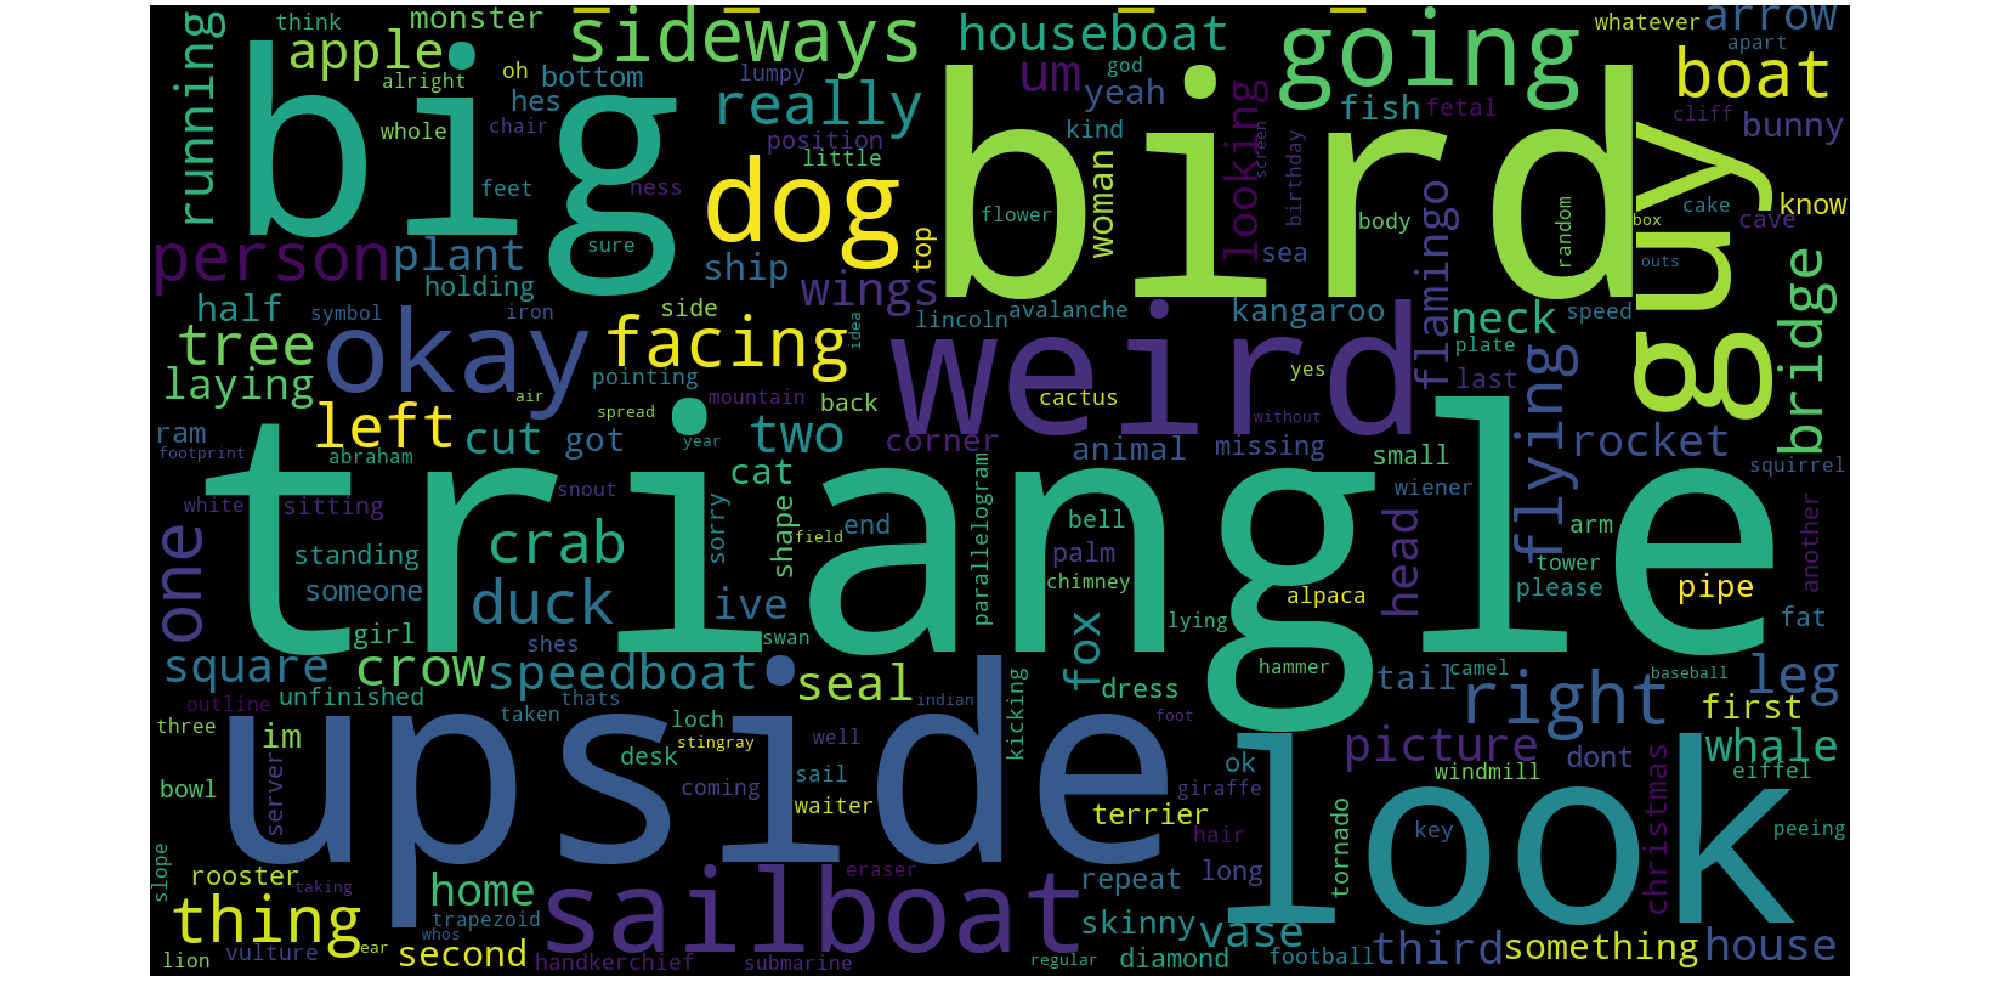 think
monster
sideways
houseboat
going
whatever
arrow
apart
running
apple
alright
oh
bottom
lumpy
um
god
boat
big
hes
really
yeah
bird
fish
fetal
cliff
bunny
whole
chair
position
kind
looking
screen
guy
little
dog
woman
birthday
feet
ness
flower
body
random
box
cake
cave
know
person
plant
sure
top
ship
sea
flamingo
outs
bridge
holding
wings
half
symbol
iron
side
lincoln
avalanche
kangaroo
neck
speed
tree
okay
facing
idea
weird
plate
laying
pointing
yes
last
flying
air
spread
mountain
back
cactus
without
left
ram
cut
got
year
two
corner
animal
missing
rocket
footprint
abraham
triangle
cat
small
squirrel
white
sitting
snout
parallelogram
wiener
one
sorry
shape
field
end
bell
head
arm
another
standing
crab
palm
tower
someone
duck
ive
chimney
alpaca
please
pipe
girl
shes
swan
fox
lying
fat
square
crow
speedboat
seal
hammer
tail
camel
baseball
leg
unfinished
thats
indian
dress
right
outline
taken
loch
kicking
foot
first
three
im
upside
stingray
well
picture
dont
whale
desk
look
server
coming
sail
ok
windmill
christmas
eiffel
bowl
waiter
giraffe
terrier
tornado
key
peeing
hair
slope
rooster
taking
home
sailboat
eraser
repeat
long
thing
trapezoid
skinny
vase
whos
ear
third
something
house
lion
vulture
second
handkerchief
submarine
regular
diamond
football